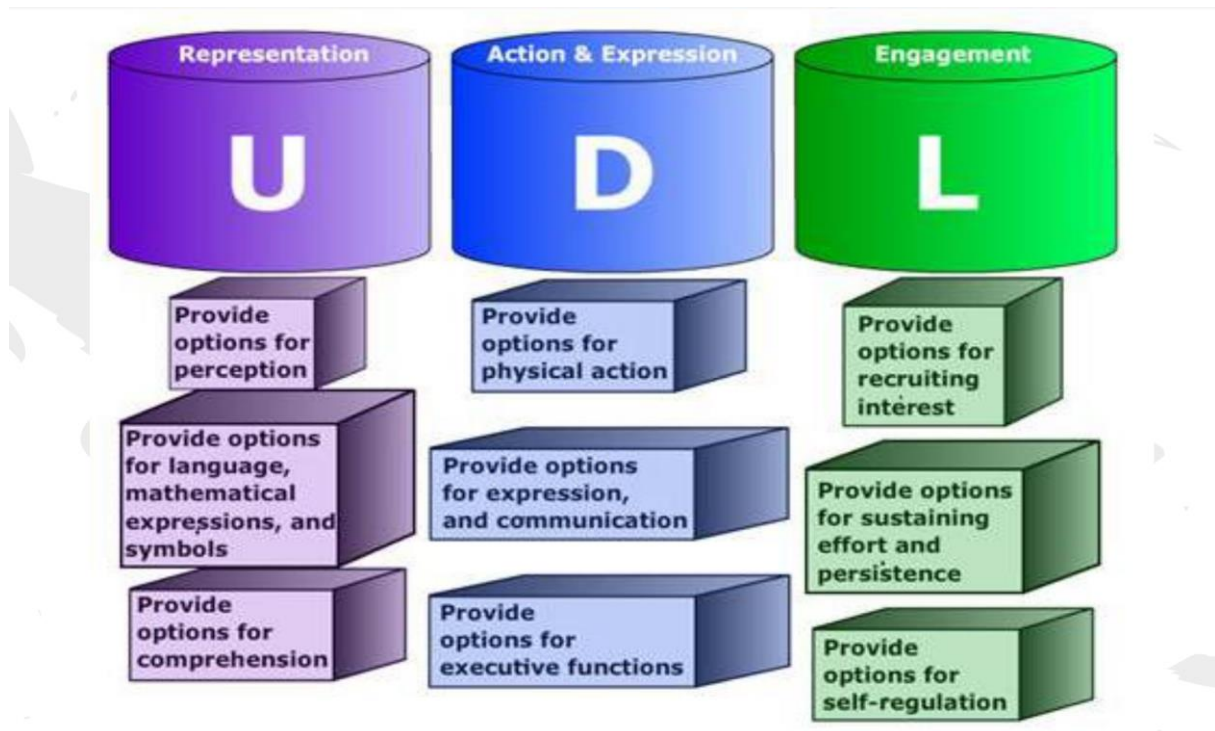 Representation
U
Provide
options for
perception
Provide options
for language,
mathematical
expressions, and
symbols
Provide
options for
comprehension
Action & Expression
D
Provide
options for
physical action
Provide options
for expression,
and communication
Provide
options for
executive functions
Engagement
L
Provide
options for
recruiting
interest
Provide options
for sustaining
effort and
persistence
Provide
options for
self-regulation